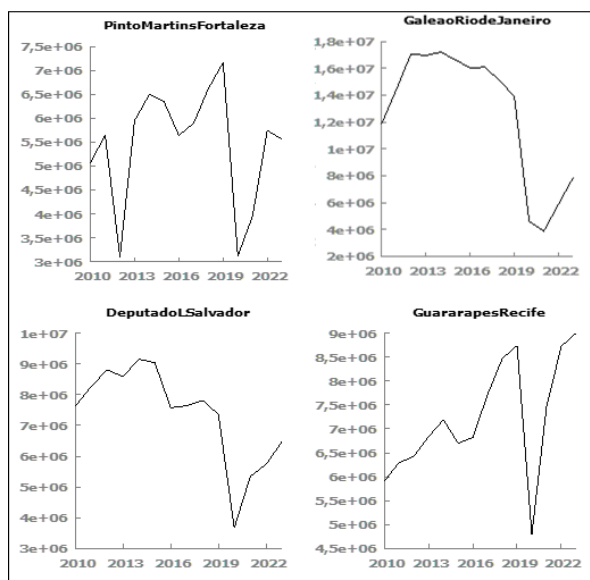 PintoMartinsFortaleza
7,5e+06
7e+06
6,5e+06
6e+06
5,5e+06
5e+06
4,5e+06
4e+06
3,5e+06
3e+06
2010 2013 2016 2019 2022
GaleaoRiodeJaneiro
1,8e+07
1,6e+07
1,4e+07
1,2e+07
1e+07
8e+06
6e+06
4e+06
2e+06
2010 2013 2016 2019 2022
DeputadoLSalvador
1e+07
9e+06
8e+06
7e+06
6e+06
5e+06
4e+06
3e+06
2010 2013 2016 2019 2022
GuararapesRecife
9e+06
8,5e+06
8e+06
7,5e+06
7e+06
6,5e+06
6e+06
5,5e+06
5e+06
4,5e+06
2010 2013 2016 2019 2022